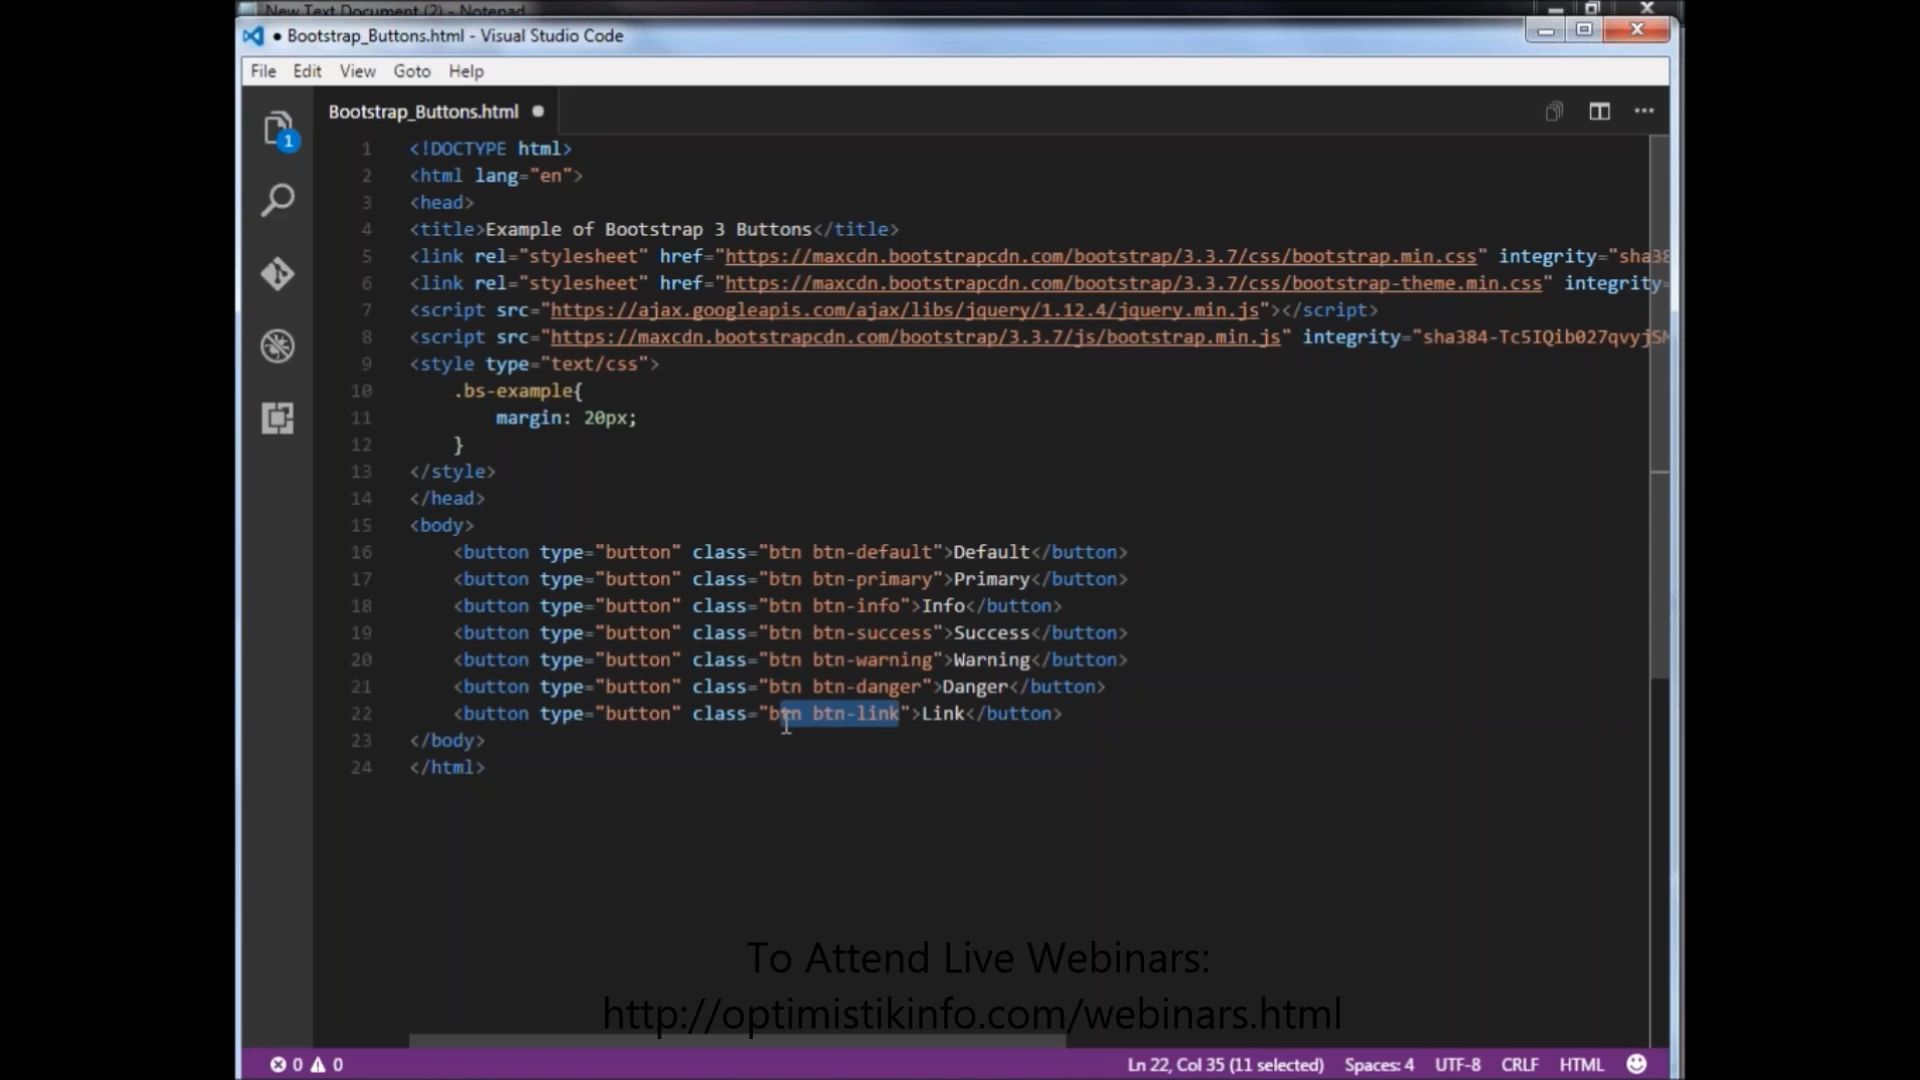 New Text Document (2) - Notepad
● Bootstrap_Buttons.html - Visual Studio Code
File Edit View Goto Help
Bootstrap_Buttons.html
1
1 <!DOCTYPE html>
2 <html lang="en">
3 <head>
4 <title>Example of Bootstrap 3 Buttons</title>
5 <link rel="stylesheet" href="https://maxcdn.bootstrapcdn.com/bootstrap/3.3.7/css/bootstrap.min.css" integrity="sha38
6 <link rel="stylesheet" href="https://maxcdn.bootstrapcdn.com/bootstrap/3.3.7/css/bootstrap-theme.min.css" integrity=
7 <script src="https://ajax.googleapis.com/ajax/libs/jquery/1.12.4/jquery.min.js"></script>
8 <script src="https://maxcdn.bootstrapcdn.com/bootstrap/3.3.7/js/bootstrap.min.js" integrity="sha384-Tc5IQib027qvyjSM
9 <style type="text/css">
10 .bs-example{
11 margin: 20px;
12 }
13 </style>
14 </head>
15 <body>
16 <button type="button" class="btn btn-default">Default</button>
17 <button type="button" class="btn btn-primary">Primary</button>
18 <button type="button" class="btn btn-info">Info</button>
19 <button type="button" class="btn btn-success">Success</button>
20 <button type="button" class="btn btn-warning">Warning</button>
21 <button type="button" class="btn btn-danger">Danger</button>
22 <button type="button" class="btn btn-link">Link</button>
23 </body>
24 </html>
To Attend Live Webinars:
http://optimistikinfo.com/webinars.html
0 0 Ln 22, Col 35 (11 selected) Spaces: 4 UTF-8 CRLF HTML